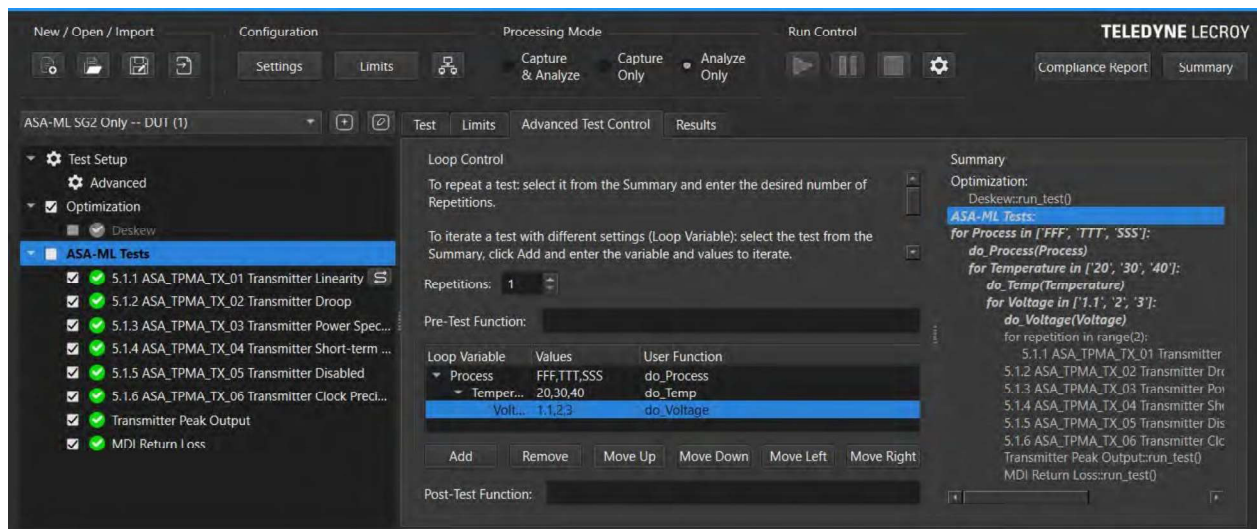 New / Open / Import
Configuration
Processing Mode
Run Control
TELEDYNE LECROY
Settings
Limits
Capture & Analyze
Capture Only
Analyze Only
Compliance Report
Summary
ASA-ML SG2 Only -- DUT (1)
Test Setup
Advanced
Optimization
Deskew
ASA-ML Tests
5.1.1 ASA_TPMA_TX_01 Transmitter Linearity
5.1.2 ASA_TPMA_TX_02 Transmitter Droop
5.1.3 ASA_TPMA_TX_03 Transmitter Power Spec...
5.1.4 ASA_TPMA_TX_04 Transmitter Short-term ...
5.1.5 ASA_TPMA_TX_05 Transmitter Disabled
5.1.6 ASA_TPMA_TX_06 Transmitter Clock Preci...
Transmitter Peak Output
MDI Return Loss
Test
Limits
Advanced Test Control
Results
Loop Control
To repeat a test: select it from the Summary and enter the desired number of
Repetitions.
To iterate a test with different settings (Loop Variable): select the test from the
Summary, click Add and enter the variable and values to iterate.
Repetitions: 1
Pre-Test Function:
Loop Variable Values User Function
Process FFF,TTT,SSS do_Process
Temper... 20,30,40 do_Temp
Volt... 1.1,2,3 do_Voltage
Add
Remove
Move Up
Move Down
Move Left
Move Right
Post-Test Function:
Summary
Optimization:
Deskew::run_test()
ASA-ML Tests:
for Process in ['FFF', 'TTT', 'SSS']:
do_Process(Process)
for Temperature in ['20', '30', '40']:
do_Temp(Temperature)
for Voltage in ['1.1', '2', '3']:
do_Voltage(Voltage)
for repetition in range(2):
5.1.1 ASA_TPMA_TX_01 Transmitter
5.1.2 ASA_TPMA_TX_02 Transmitter Dro
5.1.3 ASA_TPMA_TX_03 Transmitter Pow
5.1.4 ASA_TPMA_TX_04 Transmitter Sho
5.1.5 ASA_TPMA_TX_05 Transmitter Dis
5.1.6 ASA_TPMA_TX_06 Transmitter Clc
Transmitter Peak Output::run_test()
MDI Return Loss::run_test()